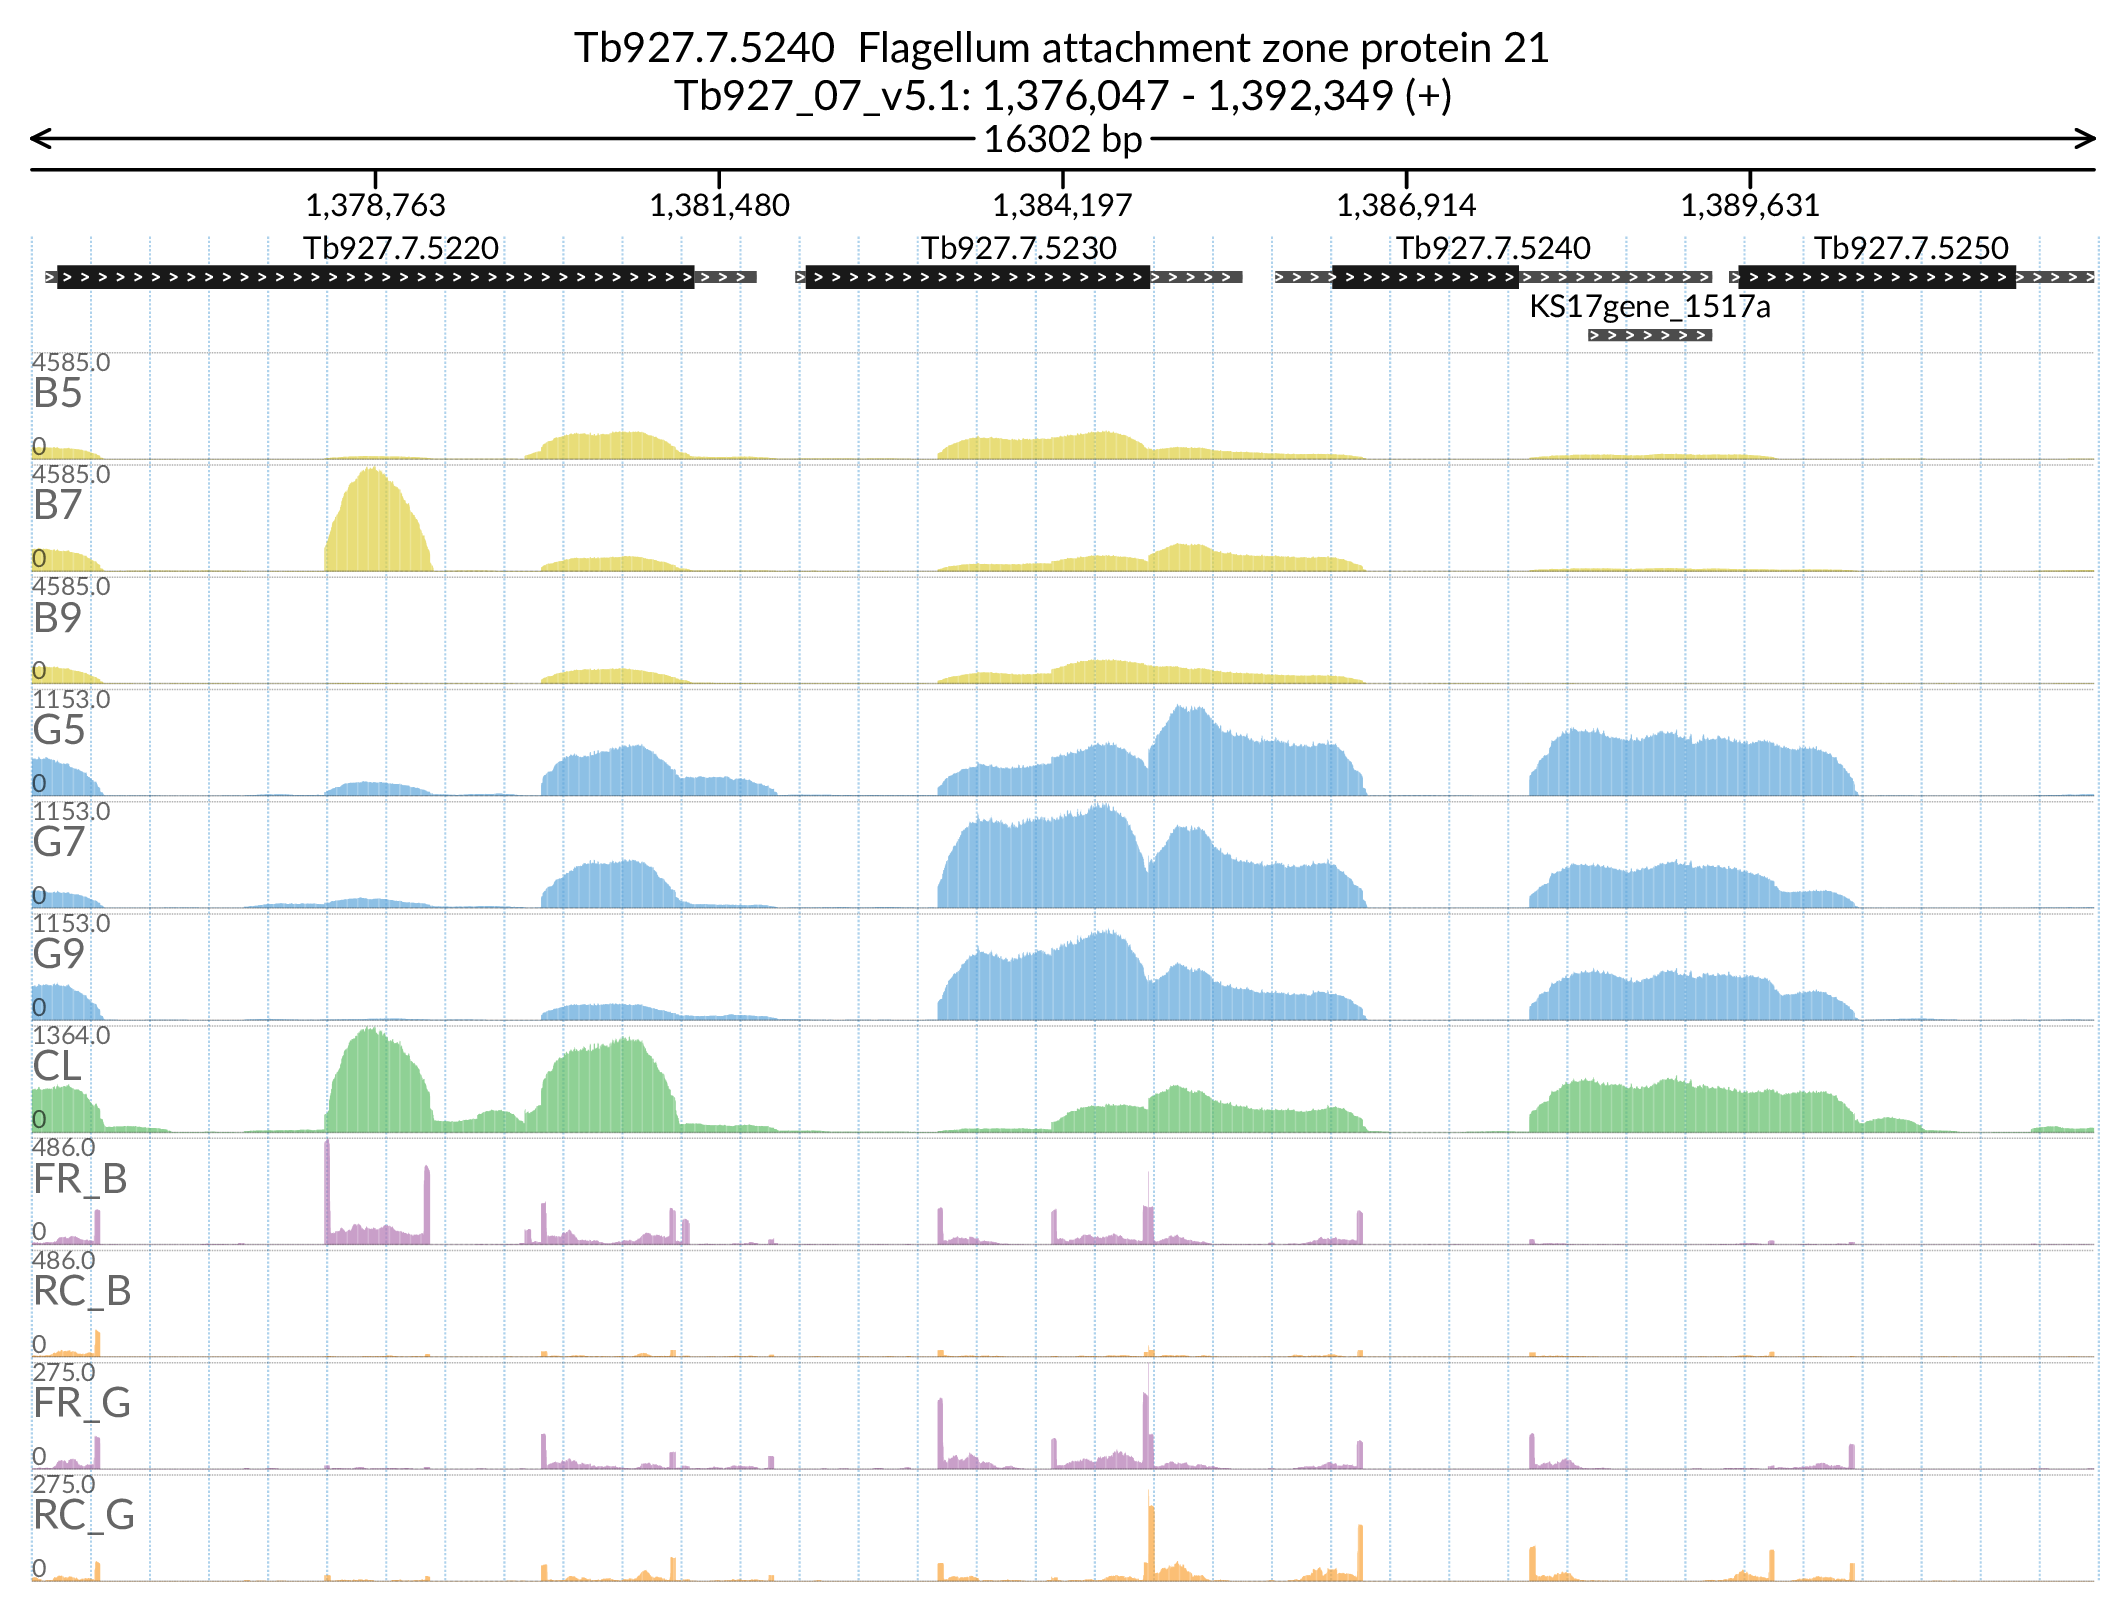 Tb927.7.5240  Flagellum attachment zone protein 21
Tb927_07_v5.1: 1,376,047 - 1,392,349 (+)
16302 bp
1,378,763 1,381,480 1,384,197 1,386,914 1,389,631
Tb927.7.5220 Tb927.7.5230 Tb927.7.5240 Tb927.7.5250
KS17gene_1517a
4585.0
B5
0
4585.0
B7
0
4585.0
B9
0
1153.0
G5
0
1153.0
G7
0
1153.0
G9
0
1364.0
CL
0
486.0
FR_B
0
486.0
RC_B
0
275.0
FR_G
0
275.0
RC_G
0